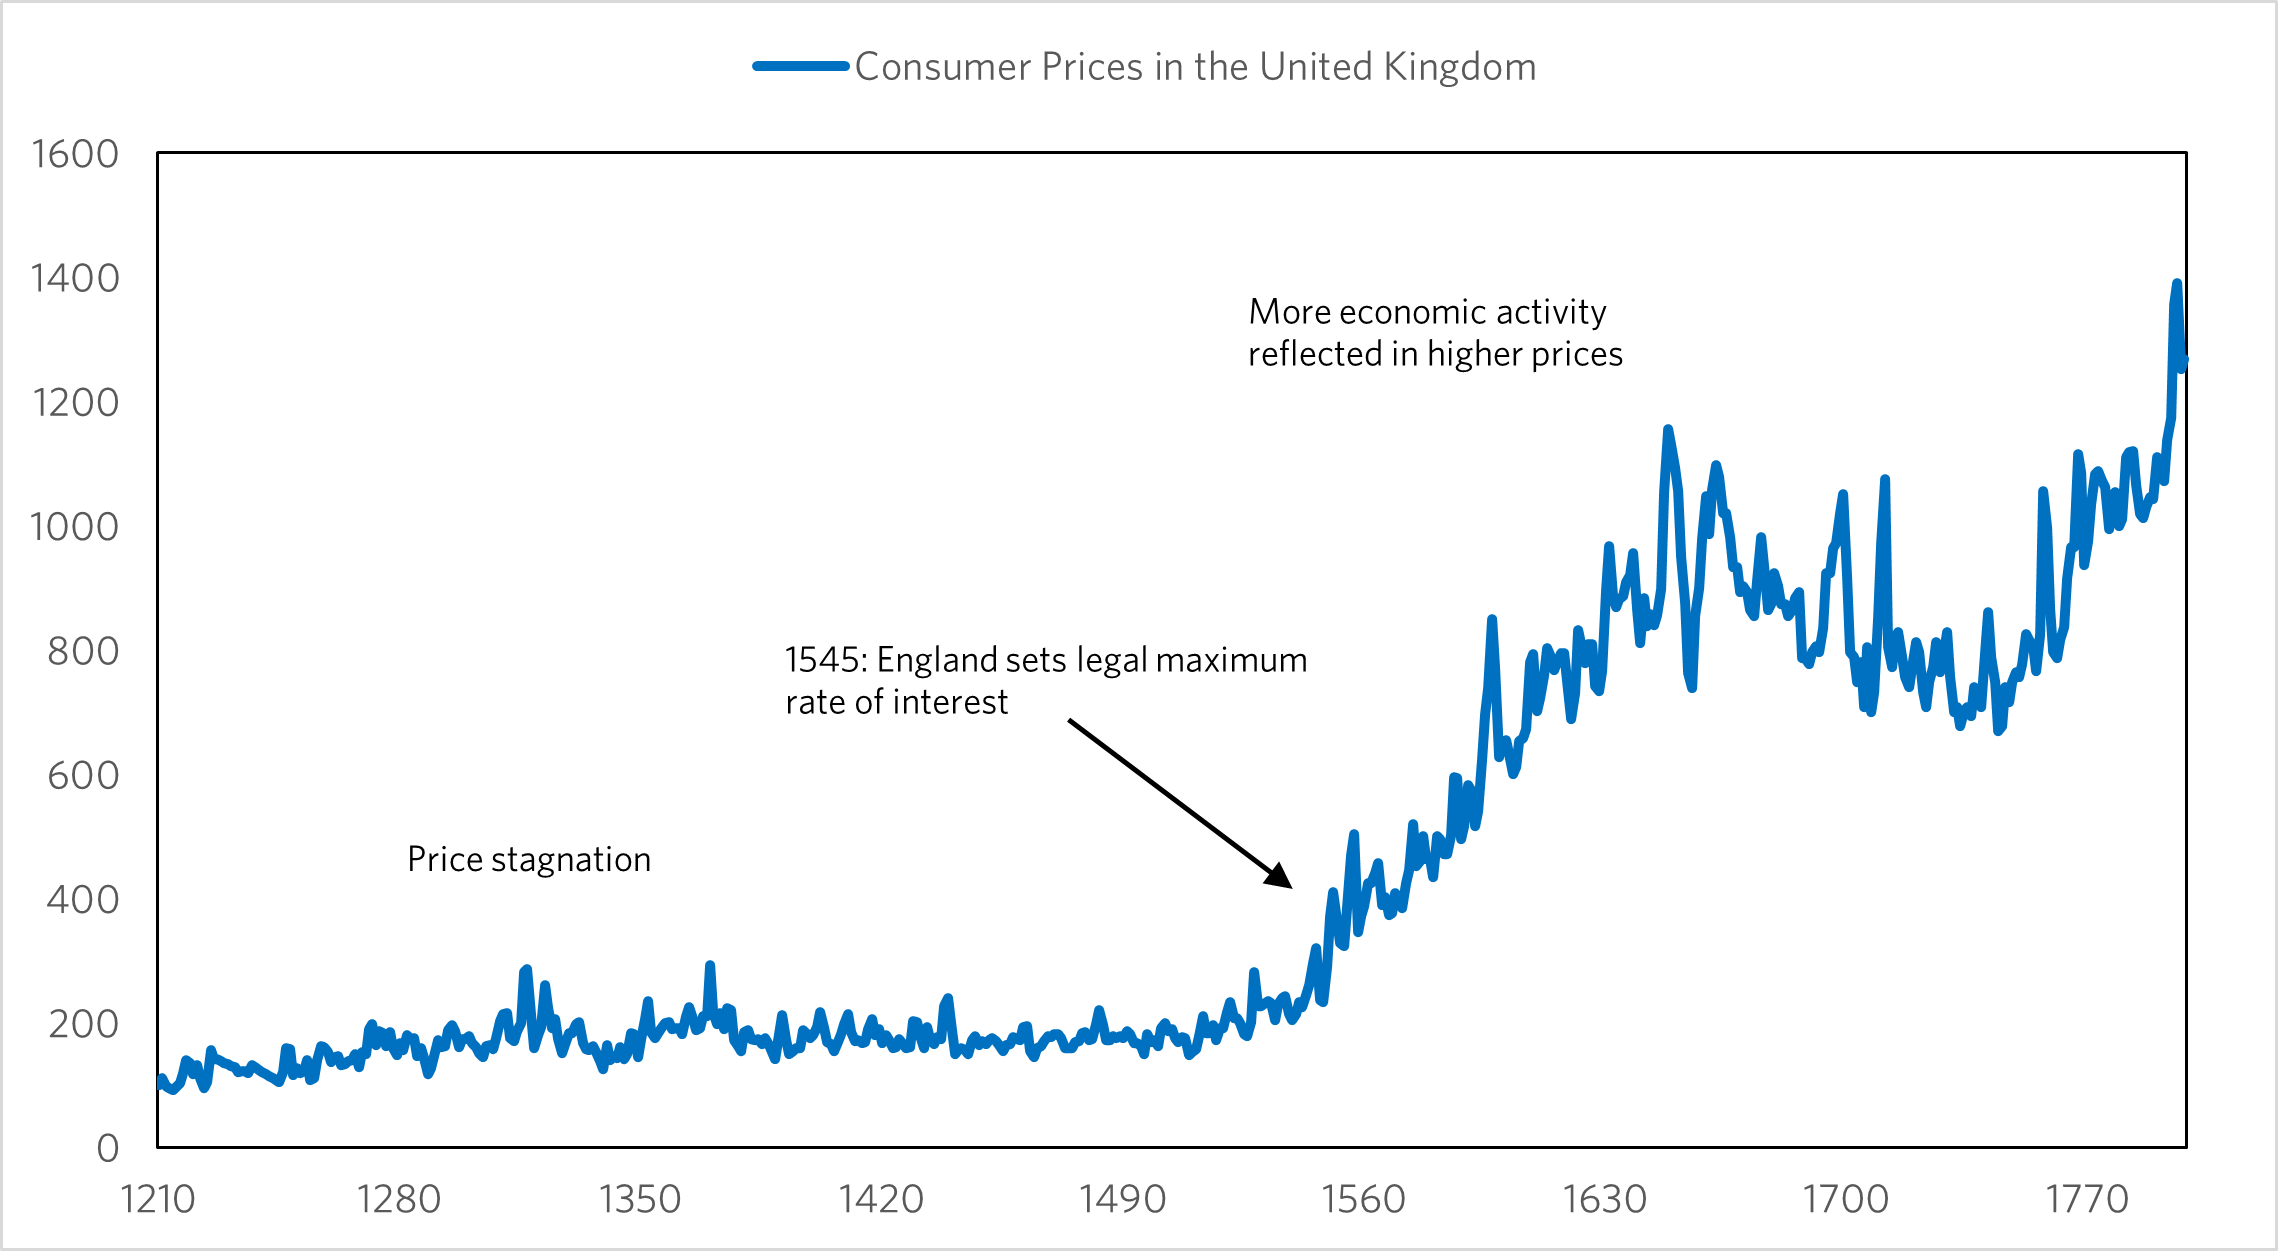 Consumer Prices in the United Kingdom
1600
1400
1200
1000
800
600
400
200
0
More economic activity
reflected in higher prices
1545: England sets legal maximum
rate of interest
Price stagnation
1210 1280 1350 1420 1490 1560 1630 1700 1770